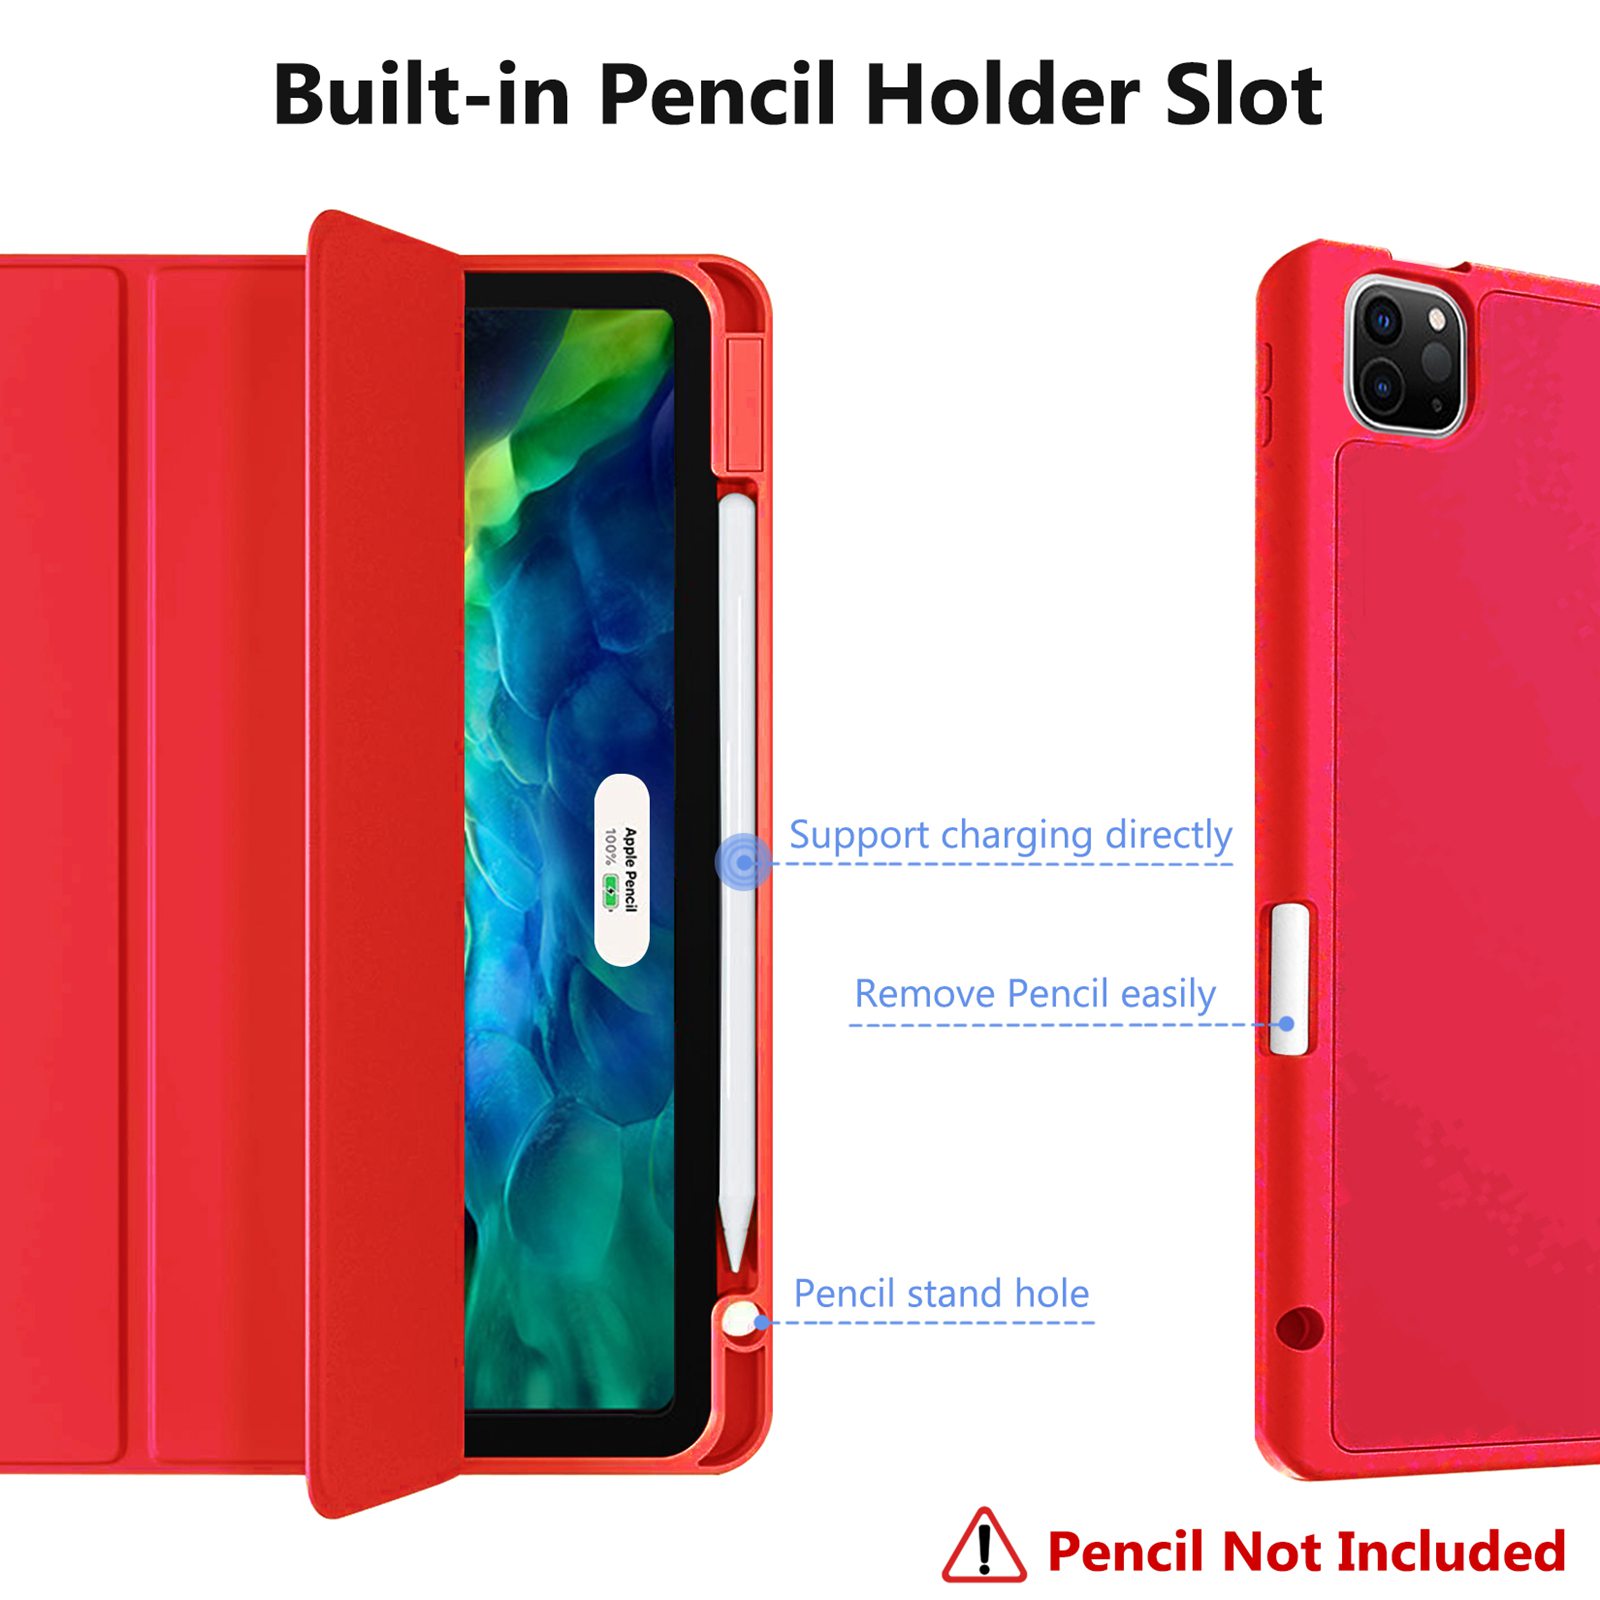 Built-in Pencil Holder Slot
Apple Pencil
100%
Support charging directly
Remove Pencil easily
Pencil stand hole
Pencil Not Included